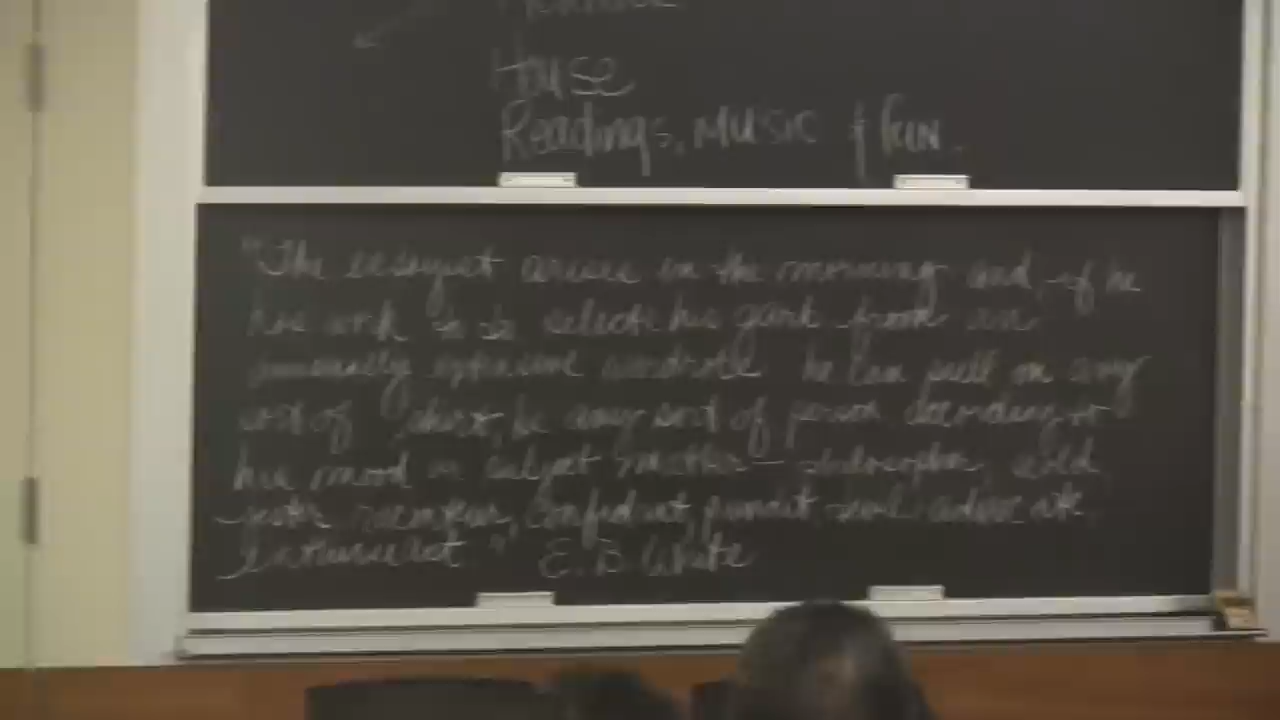 House
Readings, MUSIC & FUN.
"The essayist arises in the morning and, if he
has work to do, selects his garb from an
unusually extensive wardrobe he can pull on any
sort of shirt, be any sort of person according to
his mood or subject matter — philosopher, scold,
jester, raconteur, confidant, pundit, devil's advocate,
enthusiast." E. B. White